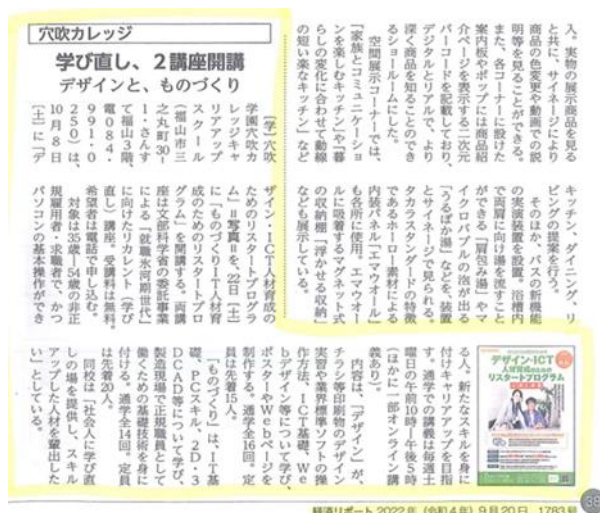 入。実物の展示商品を見る
と共に、サイネージにより
商品の色変更や動画での説
明等を見ることができる。
また、各コーナーに設けた
案内板やポップには商品紹
介ページを表示する二次元
バーコードを記載しており、
デジタルとリアルで、より
深く商品を知ることのでき
るショールームにした。
空間展示コーナーでは、
「家族とコミュニケーショ
ンを楽しむキッチン」や「暮
らしの変化に合わせて動線
の短い楽なキッチン」など
キッチン、ダイニング、リ
ビングの提案を行う。
そのほか、バスの新機能
の実演装置を設置。浴槽内
で両肩に向け湯を流すこと
ができる「肩包み湯」やマ
イクロバブルの泡が出る
「うるぽか湯」などを、装置
とサイネージで見られる。
タカラスタンダードの特徴
であるホーロー素材による
内装パネル「エマウォール」
も各所に使用。エマウォー
ルに吸着するマグネット式
の収納棚「浮かせる収納」
なども展示している。
穴吹カレッジ
学び直し、2講座開講
デザインと、ものづくり
(学)穴吹
学園穴吹カ
レッジキャ
リアアップ
スクール
(福山市三
之丸町30-
1・さんす
て福山3階、
電084・
991・0
250)は、
10月8日
(土)に「デ
ザイン・ICT人材育成の
ためのリスタートプログラ
ム」=写真=を、22日(土)
に「ものづくりIT人材育
成のためのリスタートプロ
グラム」を開講する。両講
座は文部科学省の委託事業
による「就職氷河期世代」
に向けたリカレント(学び
直し)講座。受講料は無料。
希望者は電話で申し込む。
対象は35歳~54歳の非正
規雇用者・求職者で、かつ
パソコンの基本操作ができ
デザイン・ICT
人材育成のための
リスタートプログラム
る人。新たなスキルを身に
付けキャリアアップを目指
す。通学での講義は毎週土
曜日の午前10時~午後5時
(ほかに一部オンライン講
義あり)。
内容は、「デザイン」が、
チラシ等印刷物のデザイン
実習や業界標準ソフトの操
作方法、ICT基礎、We
bデザイン等について学び、
ポスターやWebページを
制作する。通学全16回。定
員は先着15人。
「ものづくり」は、IT基
礎、PCスキル、2D・3
DCAD等について学び、
製造現場で正規職員として
働くための基礎技術を身に
付ける。通学全14回。定員
は先着20人。
同校は「社会人に学び直
しの場を提供し、スキル
アップした人材を輩出した
い」としている。
経済リポート 2022年(令和4年)9月20日 1783号
38